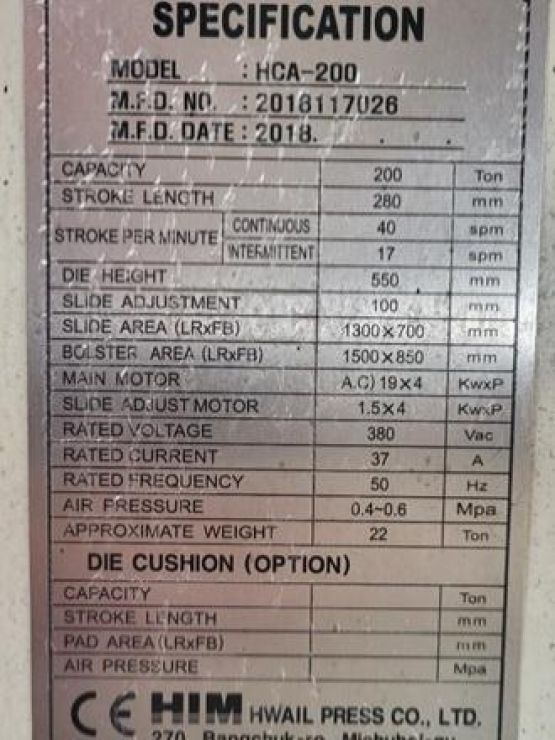 SPECIFICATION
MODEL : HCA-200
M.F.D. NO. : 2018117026
M.F.D. DATE : 2018. . .
CAPACITY 200 Ton
STROKE LENGTH 280 mm
STROKE PER MINUTE CONTINUOUS 40 spm
INTERMITTENT 17 spm
DIE HEIGHT 550 mm
SLIDE ADJUSTMENT 100 mm
SLIDE AREA (LRxFB) 1300×700 mm
BOLSTER AREA (LRxFB) 1500×850 mm
MAIN MOTOR A.C) 19×4 KwxP
SLIDE ADJUST MOTOR 1.5×4 KwxP
RATED VOLTAGE 380 Vac
RATED CURRENT 37 A
RATED FREQUENCY 50 Hz
AIR PRESSURE 0.4~0.6 Mpa
APPROXIMATE WEIGHT 22 Ton
DIE CUSHION (OPTION)
CAPACITY Ton
STROKE LENGTH mm
PAD AREA (LRxFB) mm
AIR PRESSURE Mpa
CE HIM HWAIL PRESS CO., LTD.
270